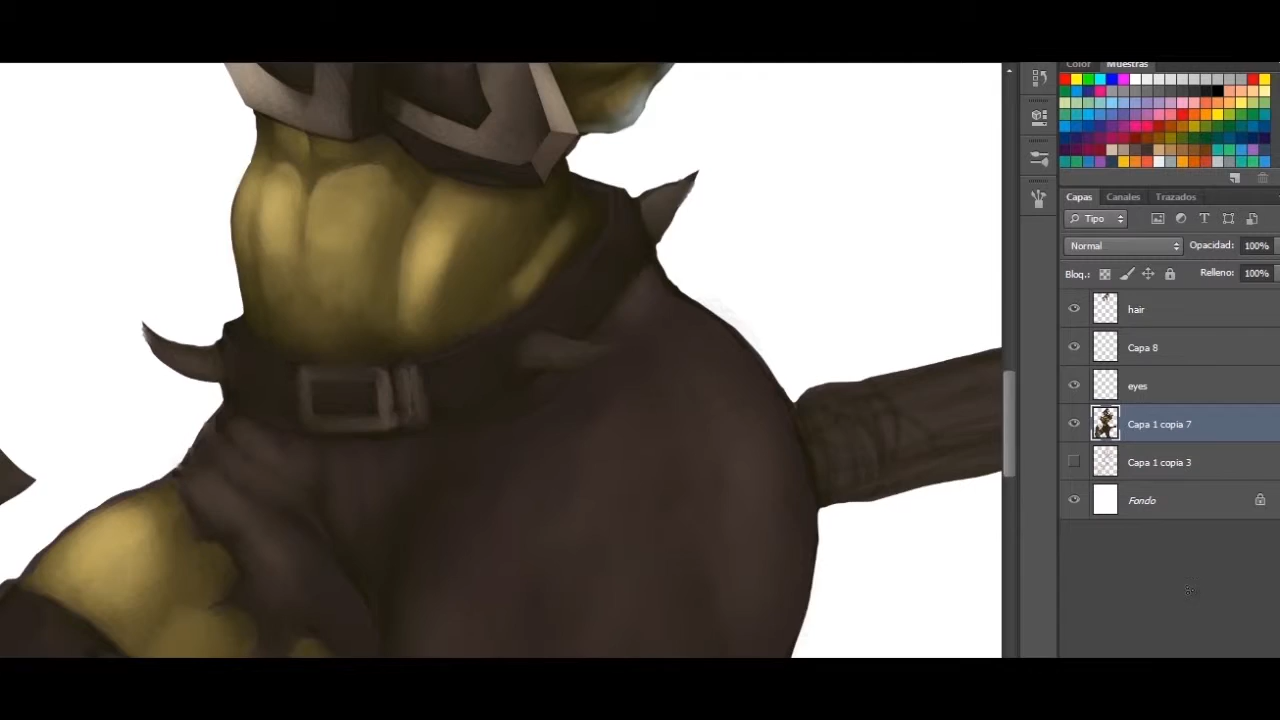 Color Muestras
Capas Canales Trazados
Tipo
T
Normal Opacidad: 100%
Bloq.: Relleno: 100%
hair
Capa 8
eyes
Capa 1 copia 7
Capa 1 copia 3
Fondo